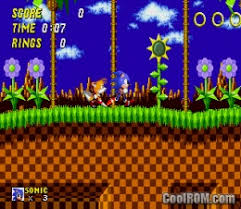 SCORE 0
TIME 0:07
RINGS 0
SONIC
x 3
CoolROM.com